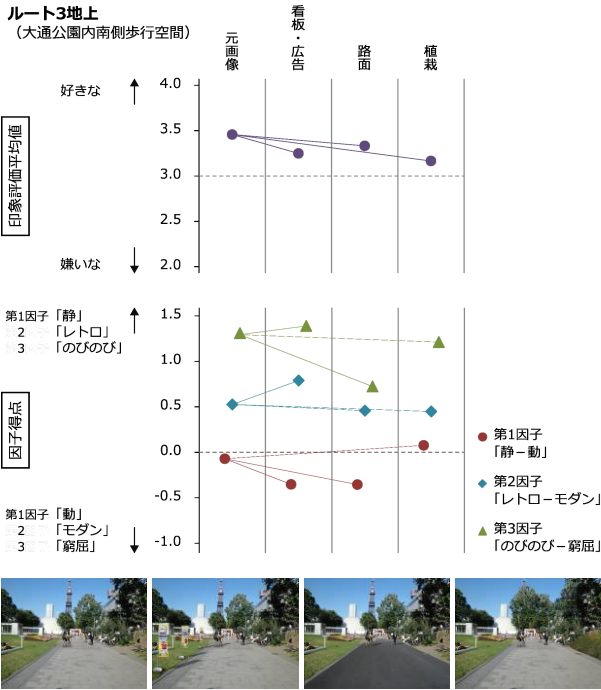 ルート3地上
（大通公園内南側歩行空間）
元画像
看板・広告
路面
植栽
印象評価平均値
好きな
嫌いな
4.0
3.5
3.0
2.5
2.0
因子得点
第1因子「静」
2「レトロ」
3「のびのび」
第1因子「動」
2「モダン」
3「窮屈」
1.5
1.0
0.5
0.0
-0.5
-1.0
第1因子
「静－動」
第2因子
「レトロ－モダン」
第3因子
「のびのび－窮屈」